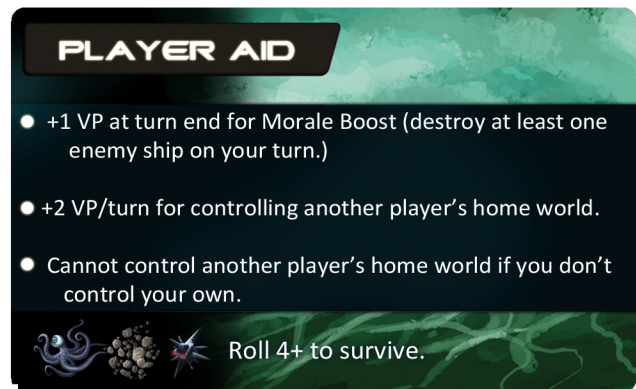 PLAYER AID
+1 VP at turn end for Morale Boost (destroy at least one
enemy ship on your turn.)
+2 VP/turn for controlling another player's home world.
Cannot control another player's home world if you don't
control your own.
Roll 4+ to survive.